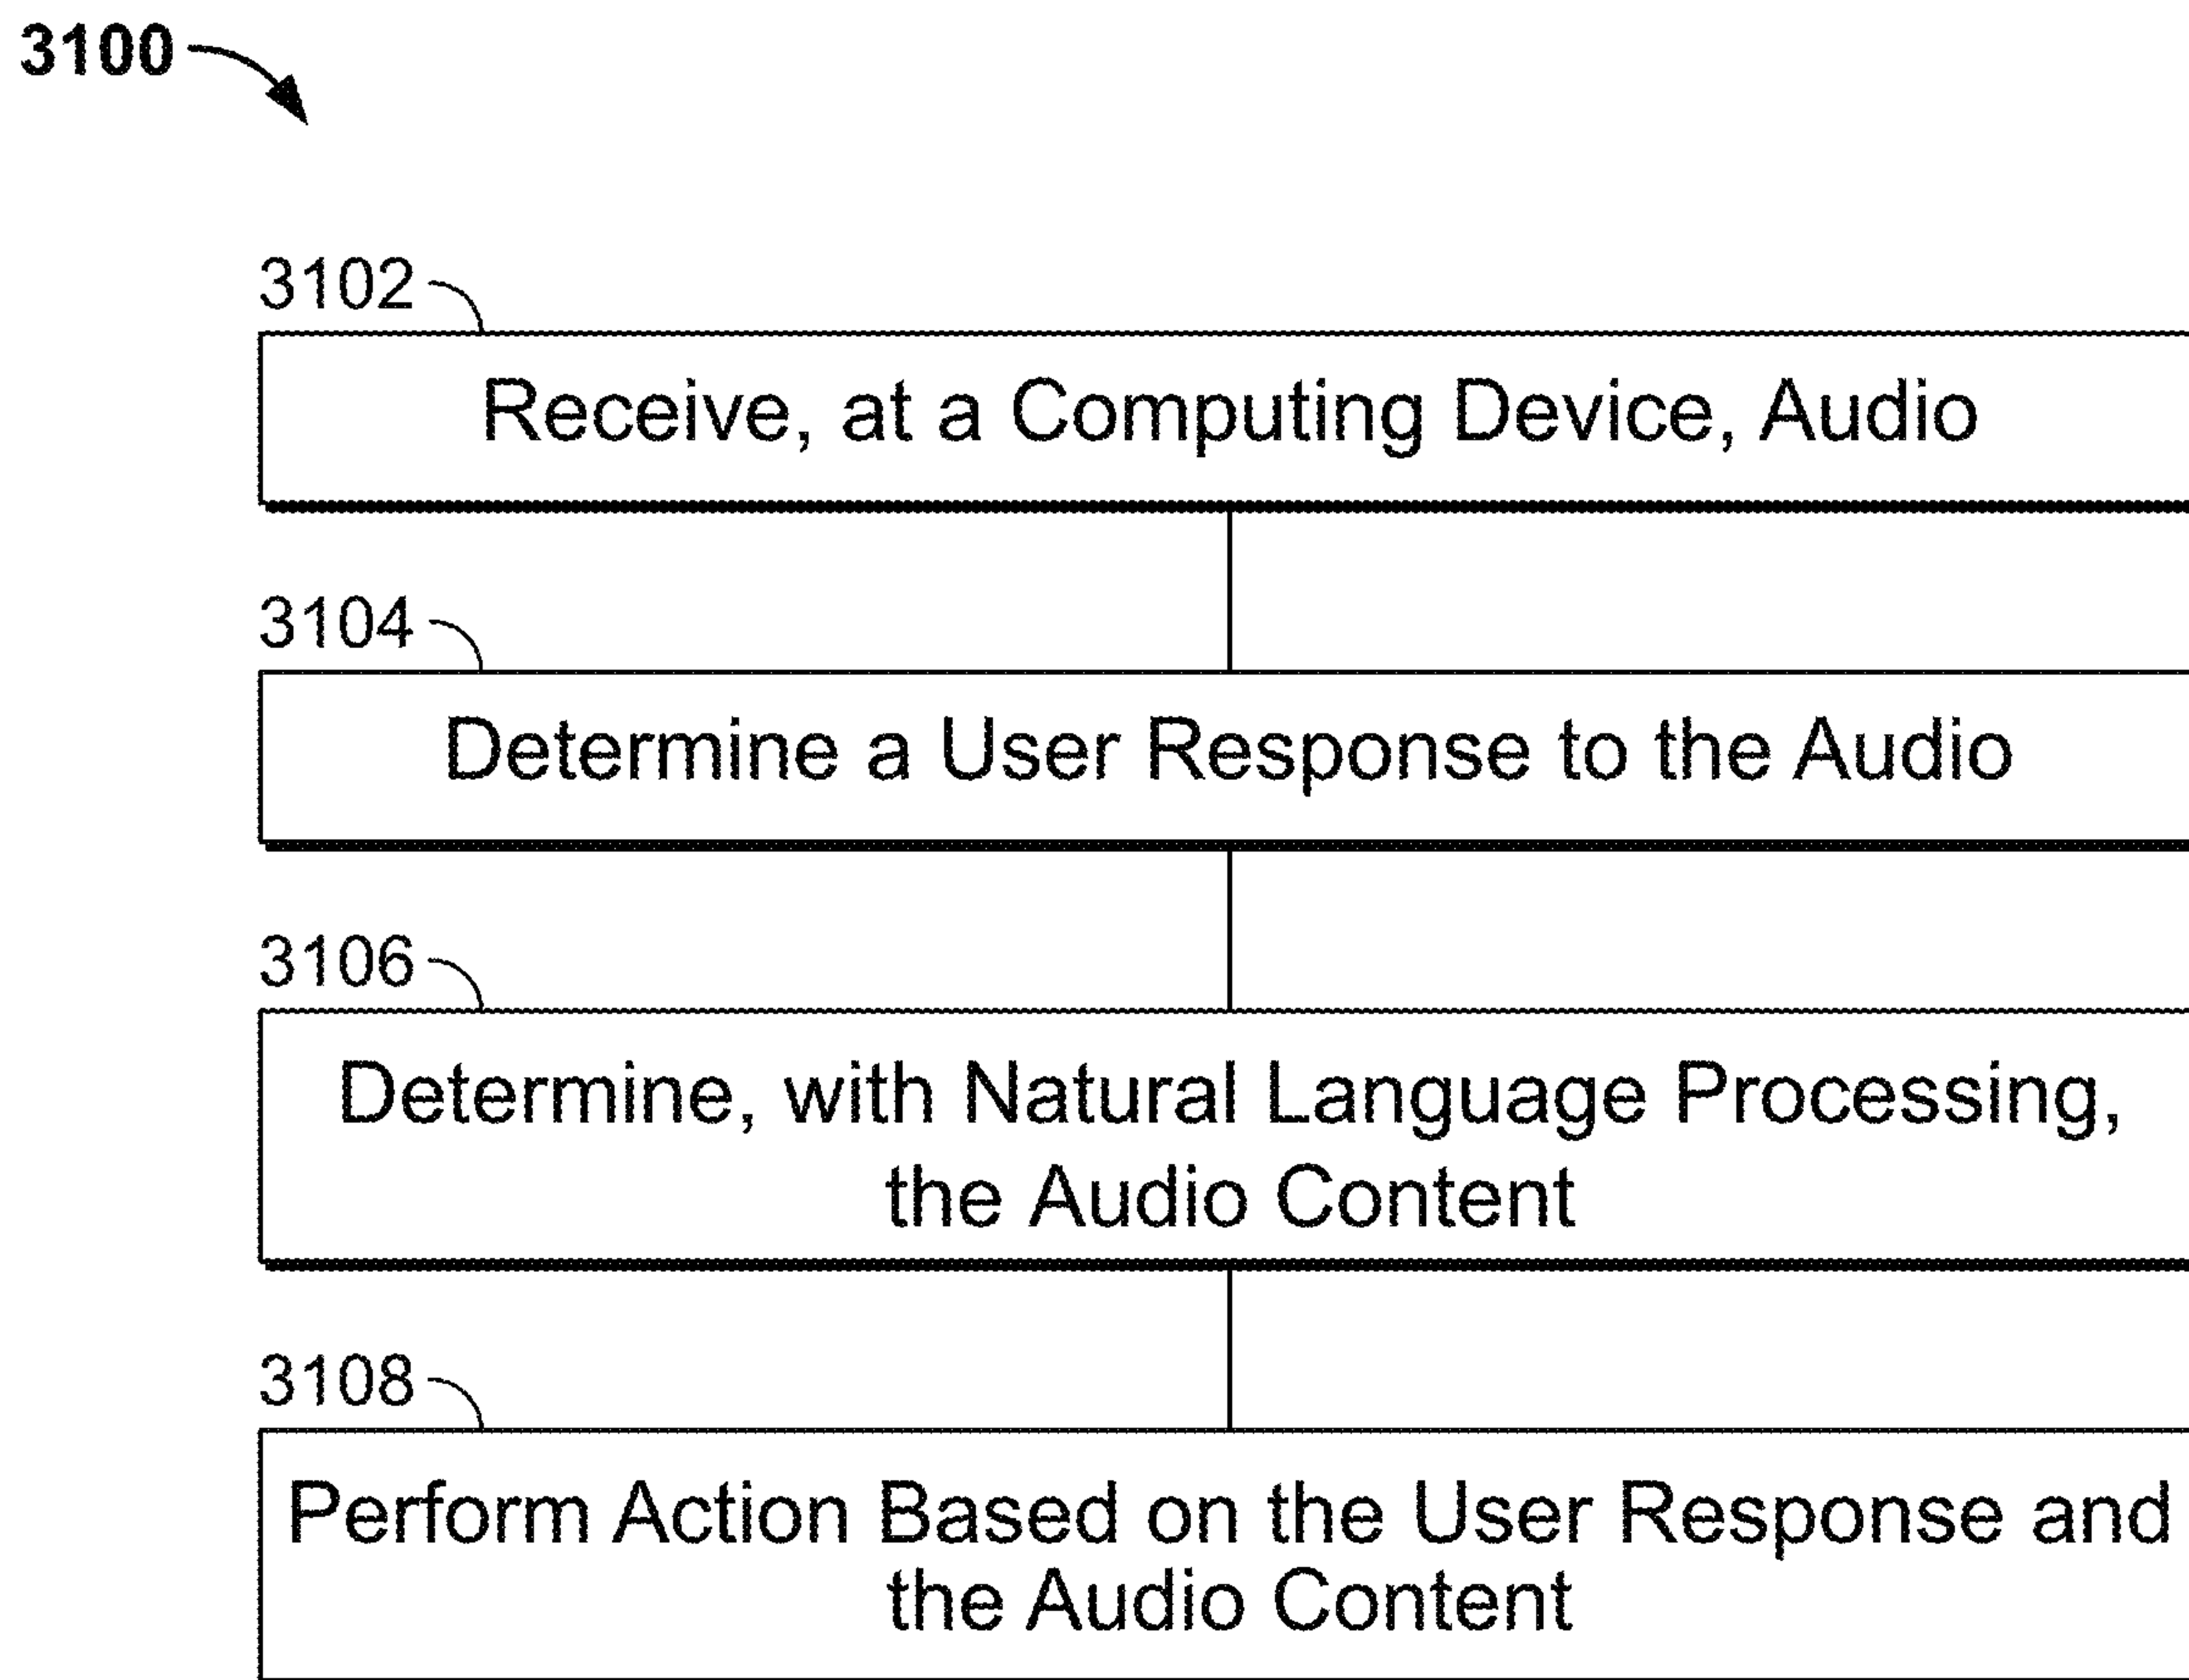 3100
3102
Receive, at a Computing Device, Audio
3104
Determine a User Response to the Audio
3106
Determine, with Natural Language Processing,
the Audio Content
3108
Perform Action Based on the User Response and
the Audio Content